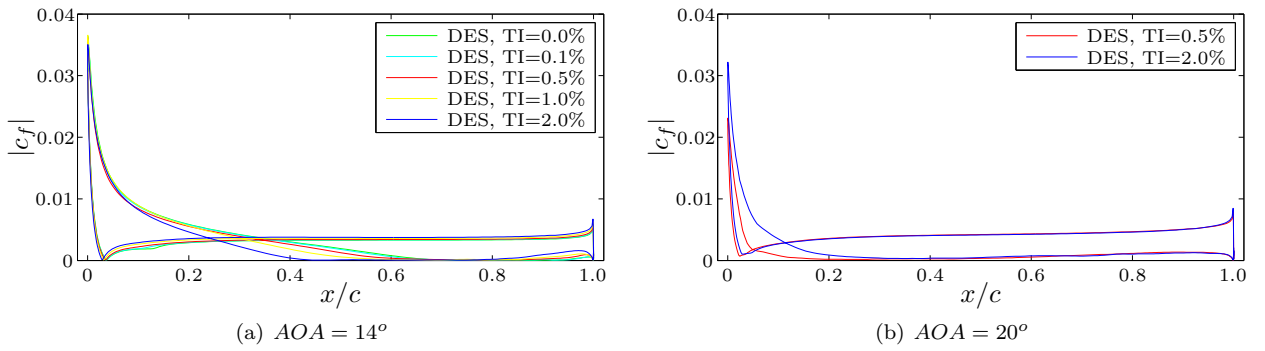 0.04
0.03
0.02
0.01
0
|c_f|
DES, TI=0.0%
DES, TI=0.1%
DES, TI=0.5%
DES, TI=1.0%
DES, TI=2.0%
0 0.2 0.4 0.6 0.8 1.0
x/c
(a) AOA = 14°
0.04
0.03
0.02
0.01
0
|c_f|
DES, TI=0.5%
DES, TI=2.0%
0 0.2 0.4 0.6 0.8 1.0
x/c
(b) AOA = 20°